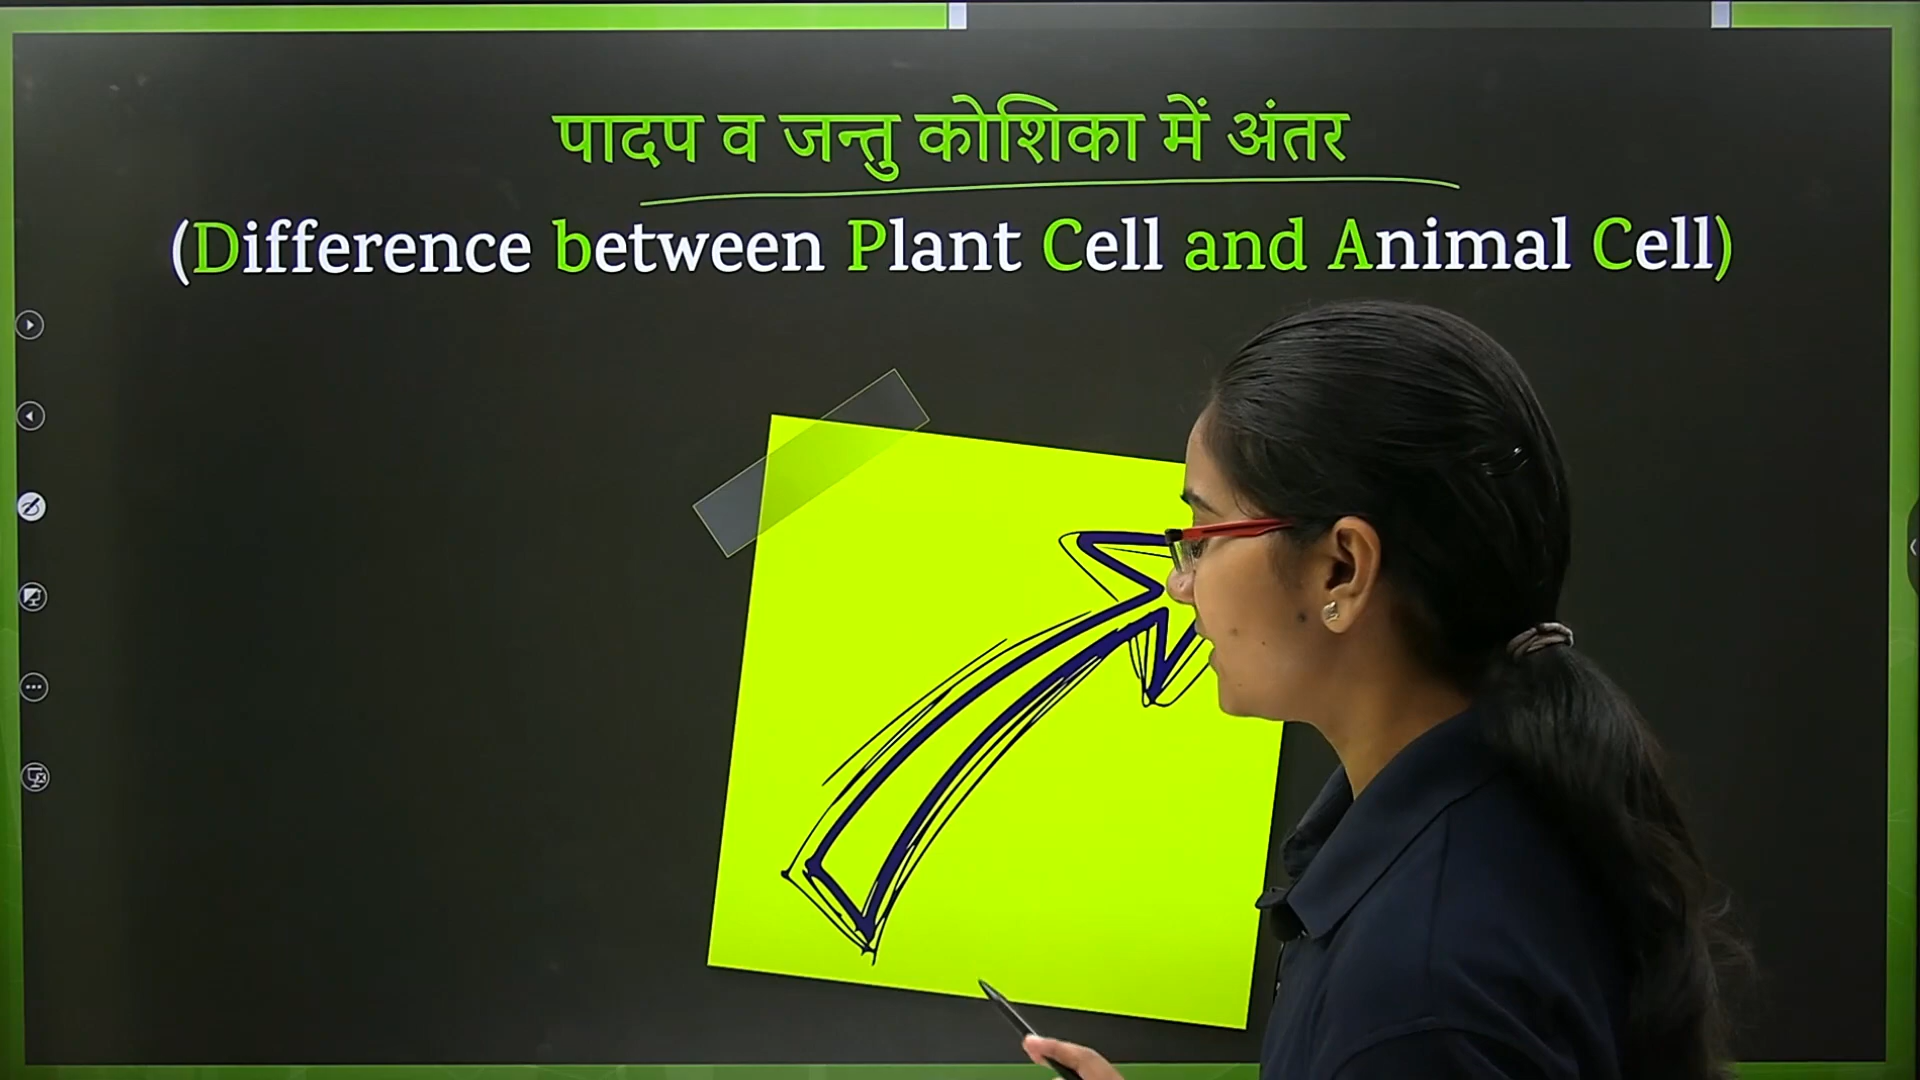 पादप व जन्तु कोशिका में अंतर
(Difference between Plant Cell and Animal Cell)